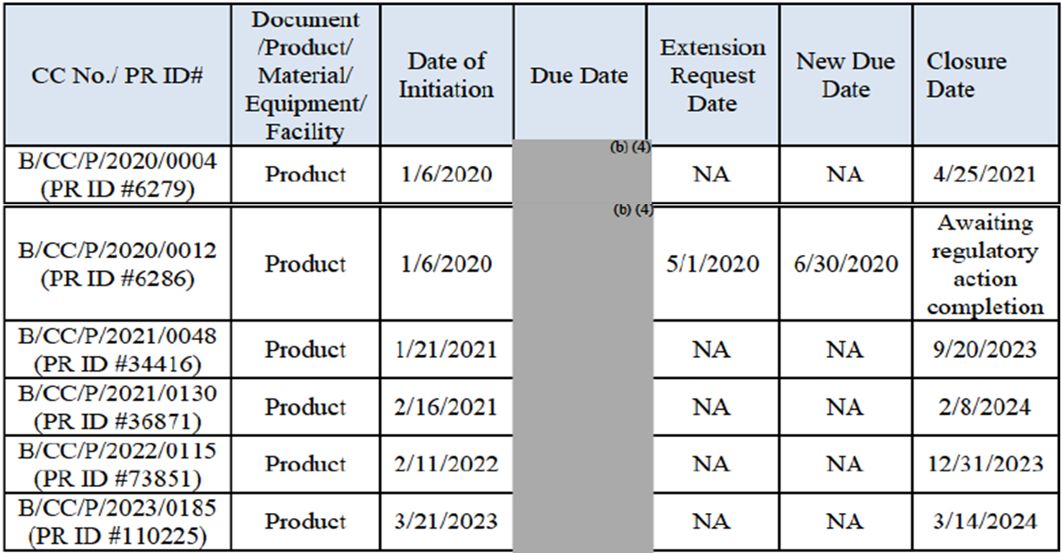 CC No./ PR ID#
Document
/Product/
Material/
Equipment/
Facility
Date of
Initiation
Due Date
Extension
Request
Date
New Due
Date
Closure
Date
B/CC/P/2020/0004
(PR ID #6279)
Product
1/6/2020
(b) (4)
NA
NA
4/25/2021
B/CC/P/2020/0012
(PR ID #6286)
Product
1/6/2020
(b) (4)
5/1/2020
6/30/2020
Awaiting
regulatory
action
completion
B/CC/P/2021/0048
(PR ID #34416)
Product
1/21/2021
NA
NA
9/20/2023
B/CC/P/2021/0130
(PR ID #36871)
Product
2/16/2021
NA
NA
2/8/2024
B/CC/P/2022/0115
(PR ID #73851)
Product
2/11/2022
NA
NA
12/31/2023
B/CC/P/2023/0185
(PR ID #110225)
Product
3/21/2023
NA
NA
3/14/2024